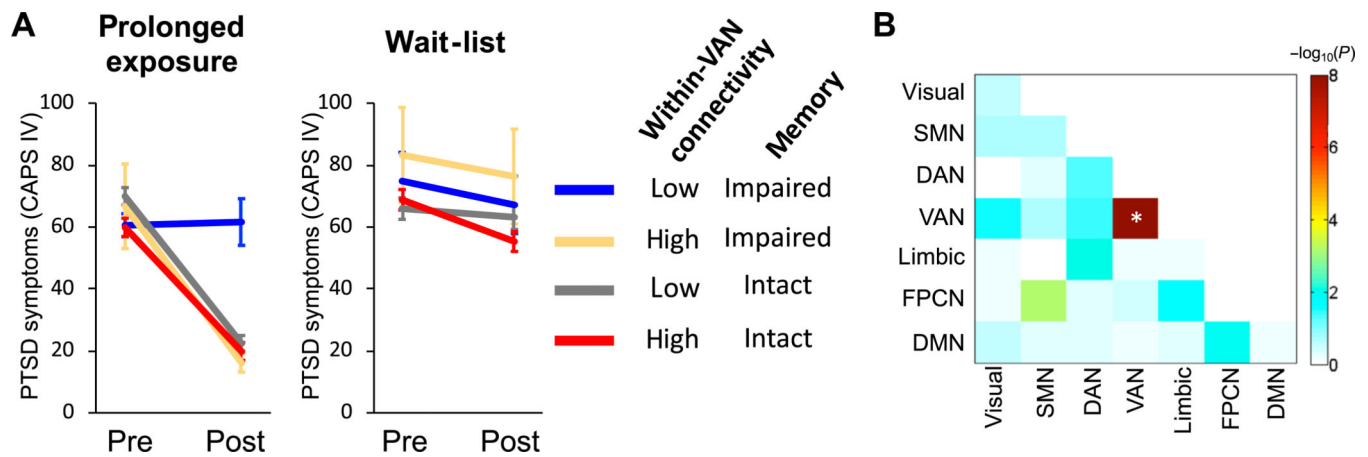 A
Prolonged
exposure
PTSD symptoms (CAPS IV)
100
80
60
40
20
0
Pre
Post
Wait-list
PTSD symptoms (CAPS IV)
100
80
60
40
20
0
Pre
Post
Within-VAN
connectivity
Memory
Low Impaired
High Impaired
Low Intact
High Intact
B
−log10(P)
8
6
4
2
0
Visual
SMN
DAN
VAN
Limbic
FPCN
DMN
*
Visual
SMN
DAN
VAN
Limbic
FPCN
DMN